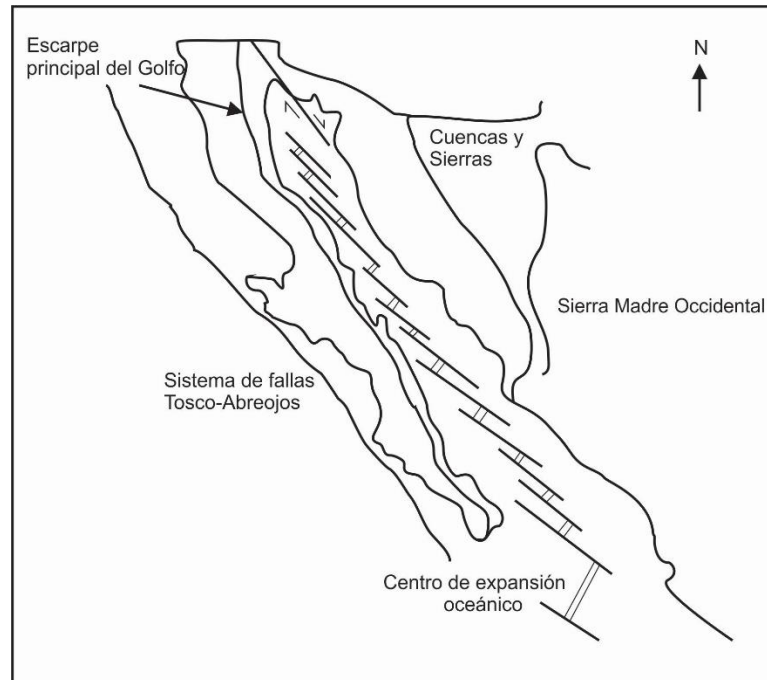 Escarpe
principal del Golfo
N
Cuencas y
Sierras
Sierra Madre Occidental
Sistema de fallas
Tosco-Abreojos
Centro de expansión
oceánico